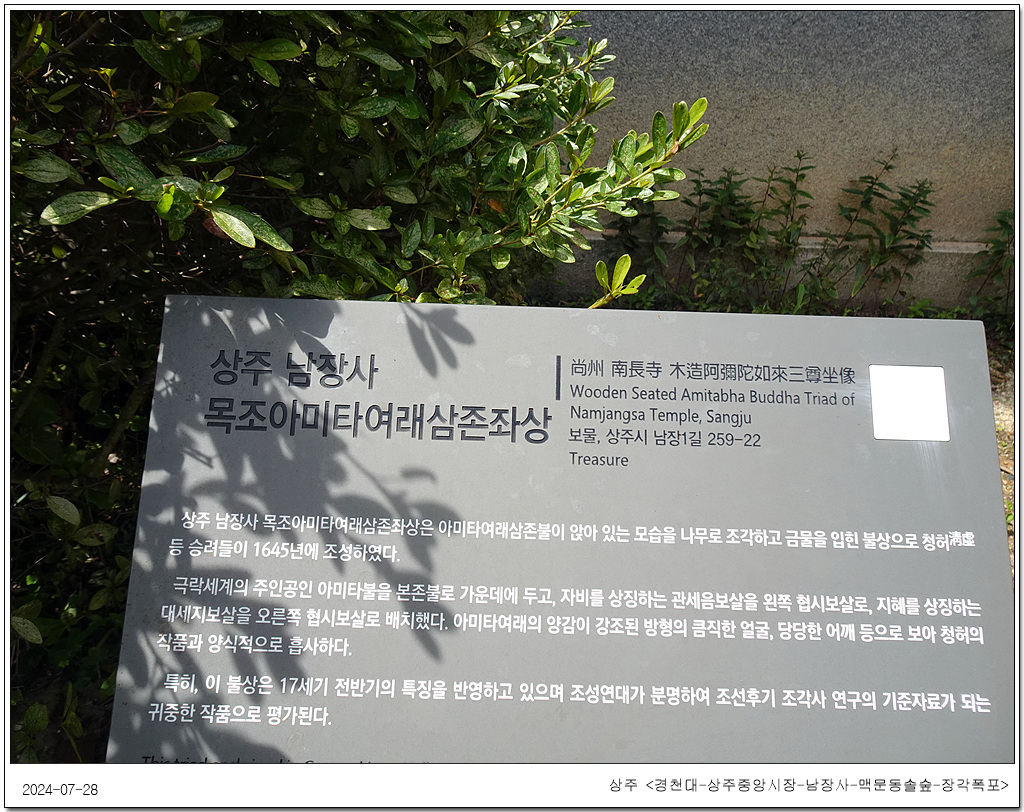 상주 남장사
목조아미타여래삼존좌상
尚州 南長寺 木造阿彌陀如來三尊坐像
Wooden Seated Amitabha Buddha Triad of
Namjangsa Temple, Sangju
보물, 상주시 남장1길 259-22
Treasure
상주 남장사 목조아미타여래삼존좌상은 아미타여래삼존불이 앉아 있는 모습을 나무로 조각하고 금물을 입힌 불상으로 청허淸虛
등 승려들이 1645년에 조성하였다.
극락세계의 주인공인 아미타불을 본존불로 가운데에 두고, 자비를 상징하는 관세음보살을 왼쪽 협시보살로, 지혜를 상징하는
대세지보살을 오른쪽 협시보살로 배치했다. 아미타여래의 양감이 강조된 방형의 큼직한 얼굴, 당당한 어깨 등으로 보아 청허의
작품과 양식적으로 흡사하다.
특히, 이 불상은 17세기 전반기의 특징을 반영하고 있으며 조성연대가 분명하여 조선후기 조각사 연구의 기준자료가 되는
귀중한 작품으로 평가된다.
This triad
2024-07-28
상주 <경천대-상주중앙시장-남장사-맥문동솔숲-장각폭포>